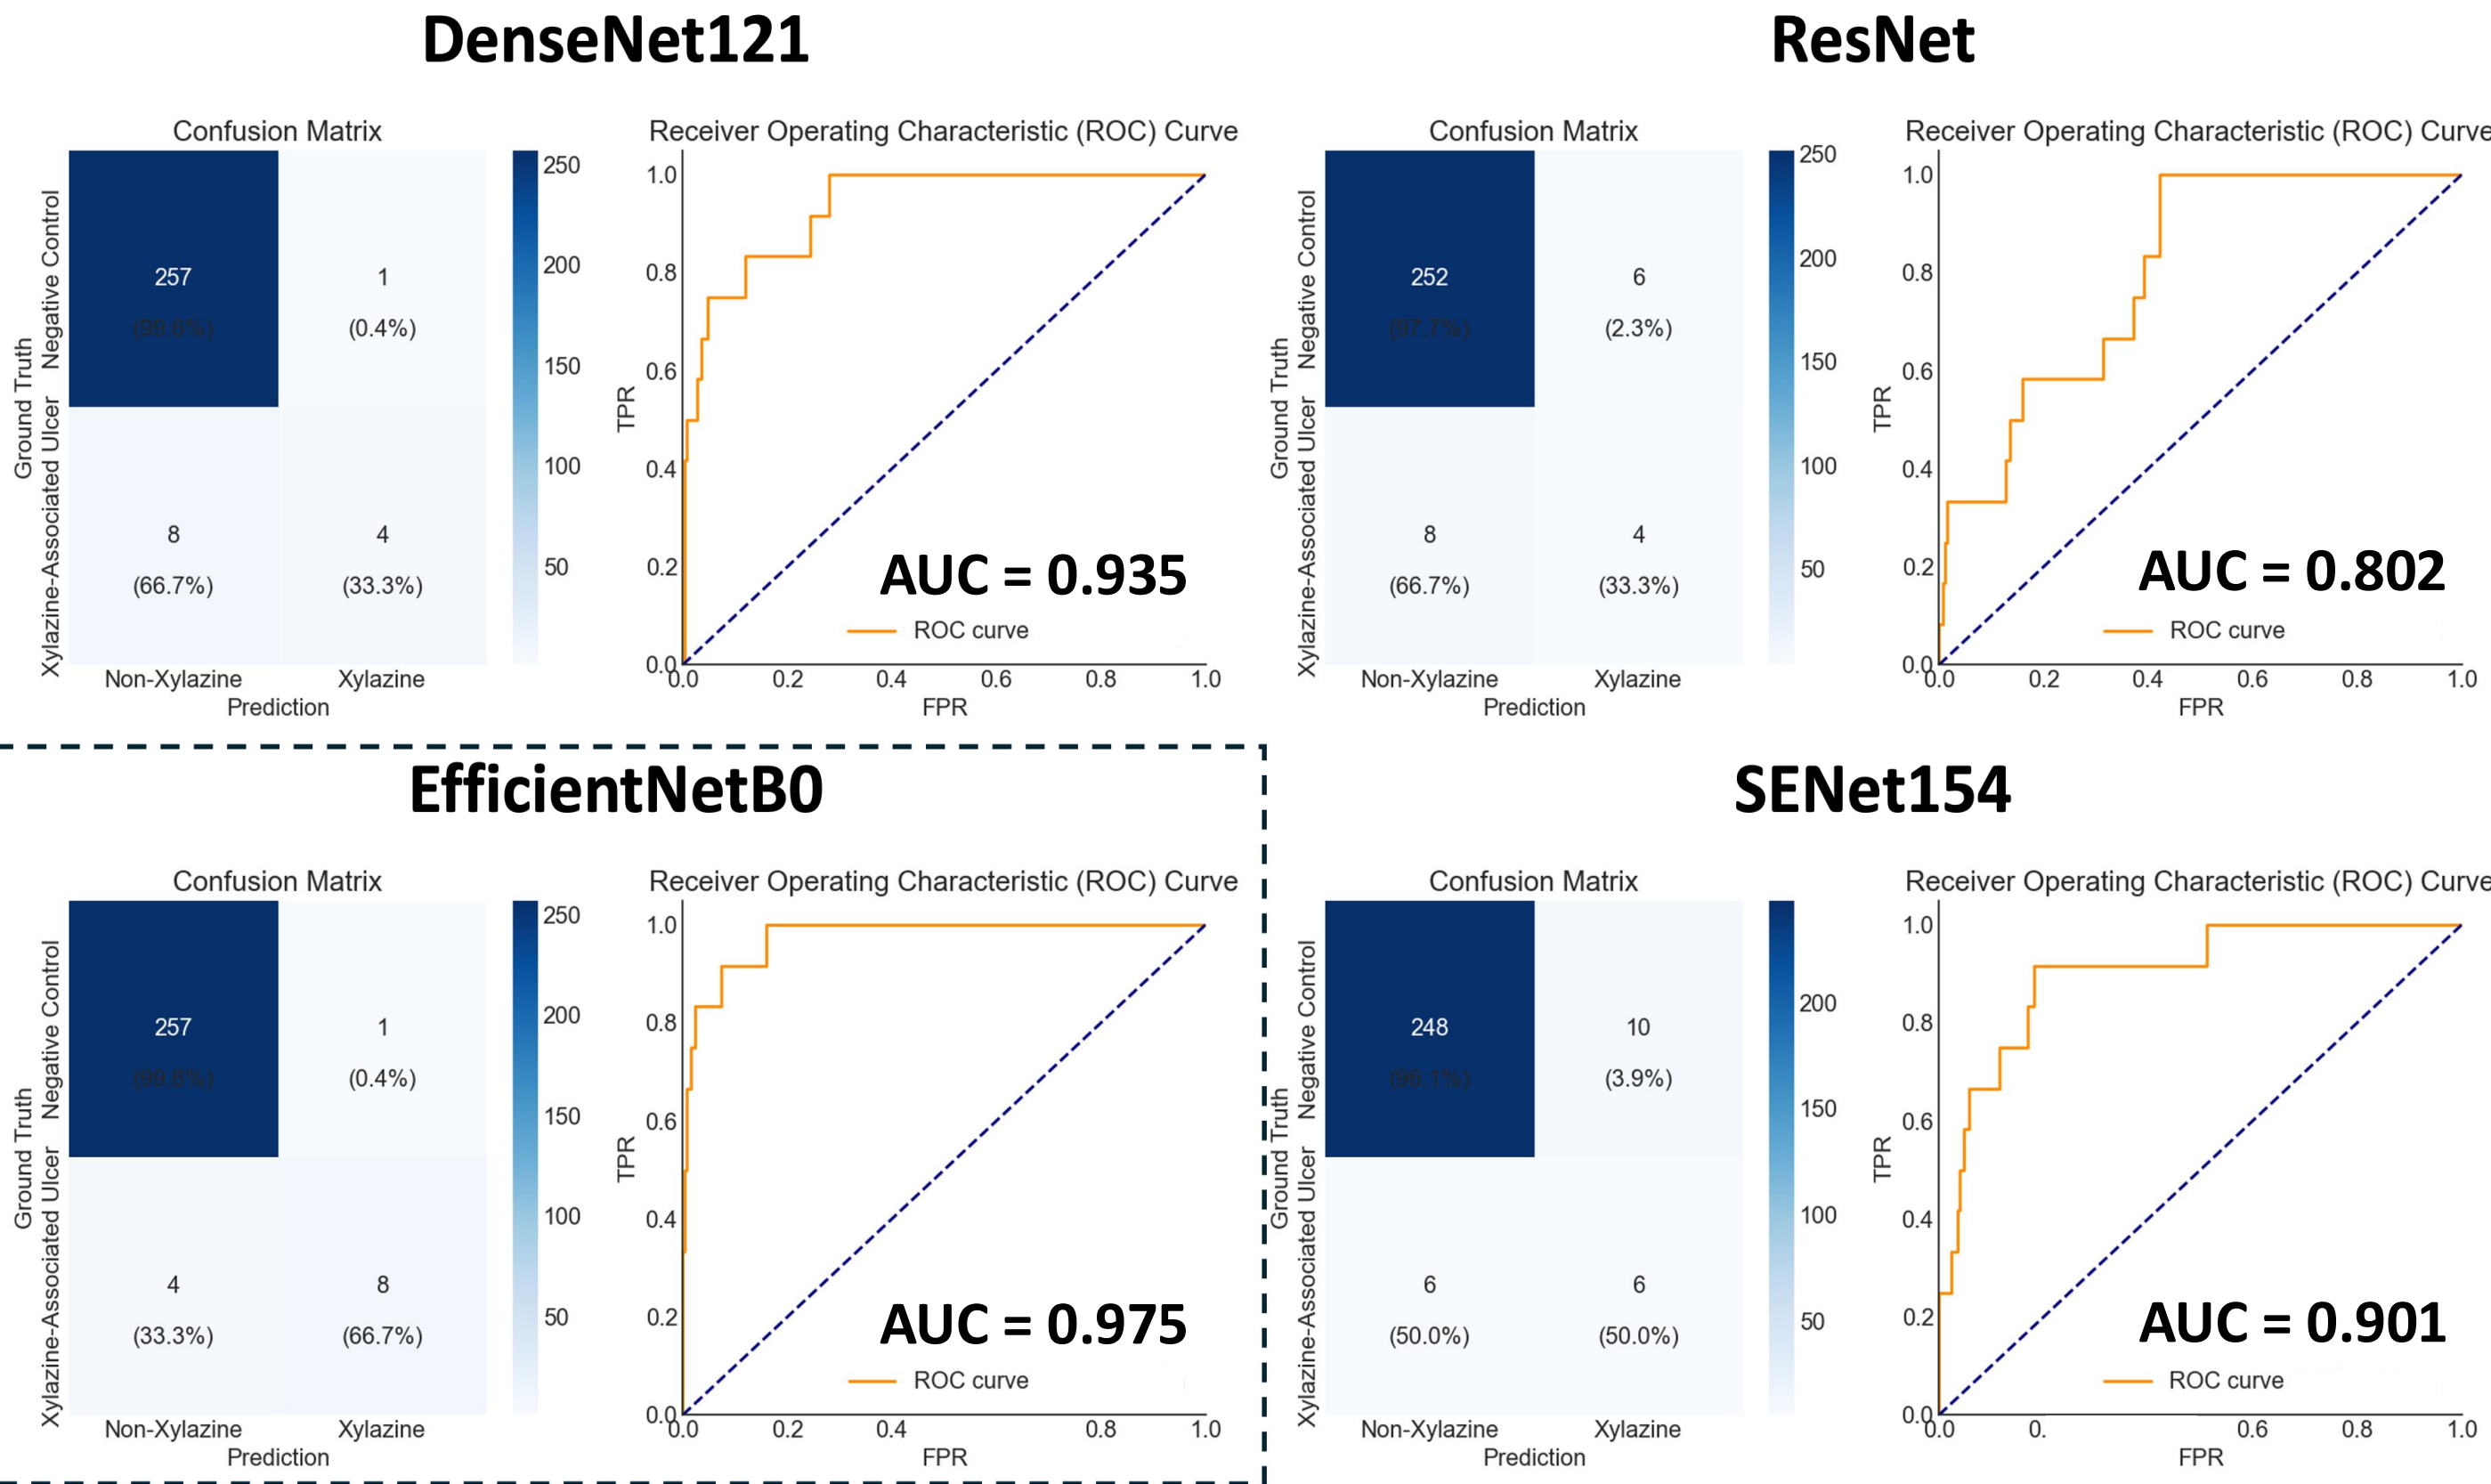 DenseNet121
Confusion Matrix
Ground Truth
Negative Control
Xylazine-Associated Ulcer
257
(99.6%)
1
(0.4%)
8
(66.7%)
4
(33.3%)
Non-Xylazine
Xylazine
Prediction
250
200
150
100
50
Receiver Operating Characteristic (ROC) Curve
TPR
1.0
0.8
0.6
0.4
0.2
0.0
AUC = 0.935
ROC curve
0.0
0.2
0.4
0.6
0.8
1.0
FPR
ResNet
Confusion Matrix
Ground Truth
Negative Control
Xylazine-Associated Ulcer
252
(97.7%)
6
(2.3%)
8
(66.7%)
4
(33.3%)
Non-Xylazine
Xylazine
Prediction
250
200
150
100
50
Receiver Operating Characteristic (ROC) Curve
TPR
1.0
0.8
0.6
0.4
0.2
0.0
AUC = 0.802
ROC curve
0.0
0.2
0.4
0.6
0.8
1.0
FPR
EfficientNetB0
Confusion Matrix
Ground Truth
Negative Control
Xylazine-Associated Ulcer
257
(99.6%)
1
(0.4%)
4
(33.3%)
8
(66.7%)
Non-Xylazine
Xylazine
Prediction
250
200
150
100
50
Receiver Operating Characteristic (ROC) Curve
TPR
1.0
0.8
0.6
0.4
0.2
0.0
AUC = 0.975
ROC curve
0.0
0.2
0.4
0.8
1.0
FPR
SENet154
Confusion Matrix
Ground Truth
Negative Control
Xylazine-Associated Ulcer
248
(96.1%)
10
(3.9%)
6
(50.0%)
6
(50.0%)
Non-Xylazine
Xylazine
Prediction
200
150
100
50
Receiver Operating Characteristic (ROC) Curve
TPR
1.0
0.8
0.6
0.4
0.2
0.0
AUC = 0.901
ROC curve
0.0
0.
0.6
0.8
1.0
FPR